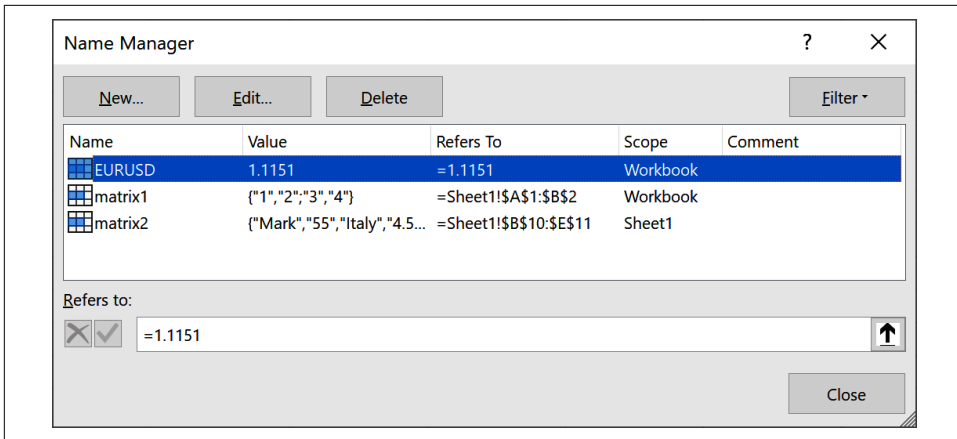 Name Manager ?
New... Edit... Delete Filter
Name Value Refers To Scope Comment
EURUSD 1.1151 =1.1151 Workbook
matrix1 {"1","2";"3","4"} =Sheet1!$A$1:$B$2 Workbook
matrix2 {"Mark","55","Italy","4.5... =Sheet1!$B$10:$E$11 Sheet1
Refers to:
=1.1151
Close